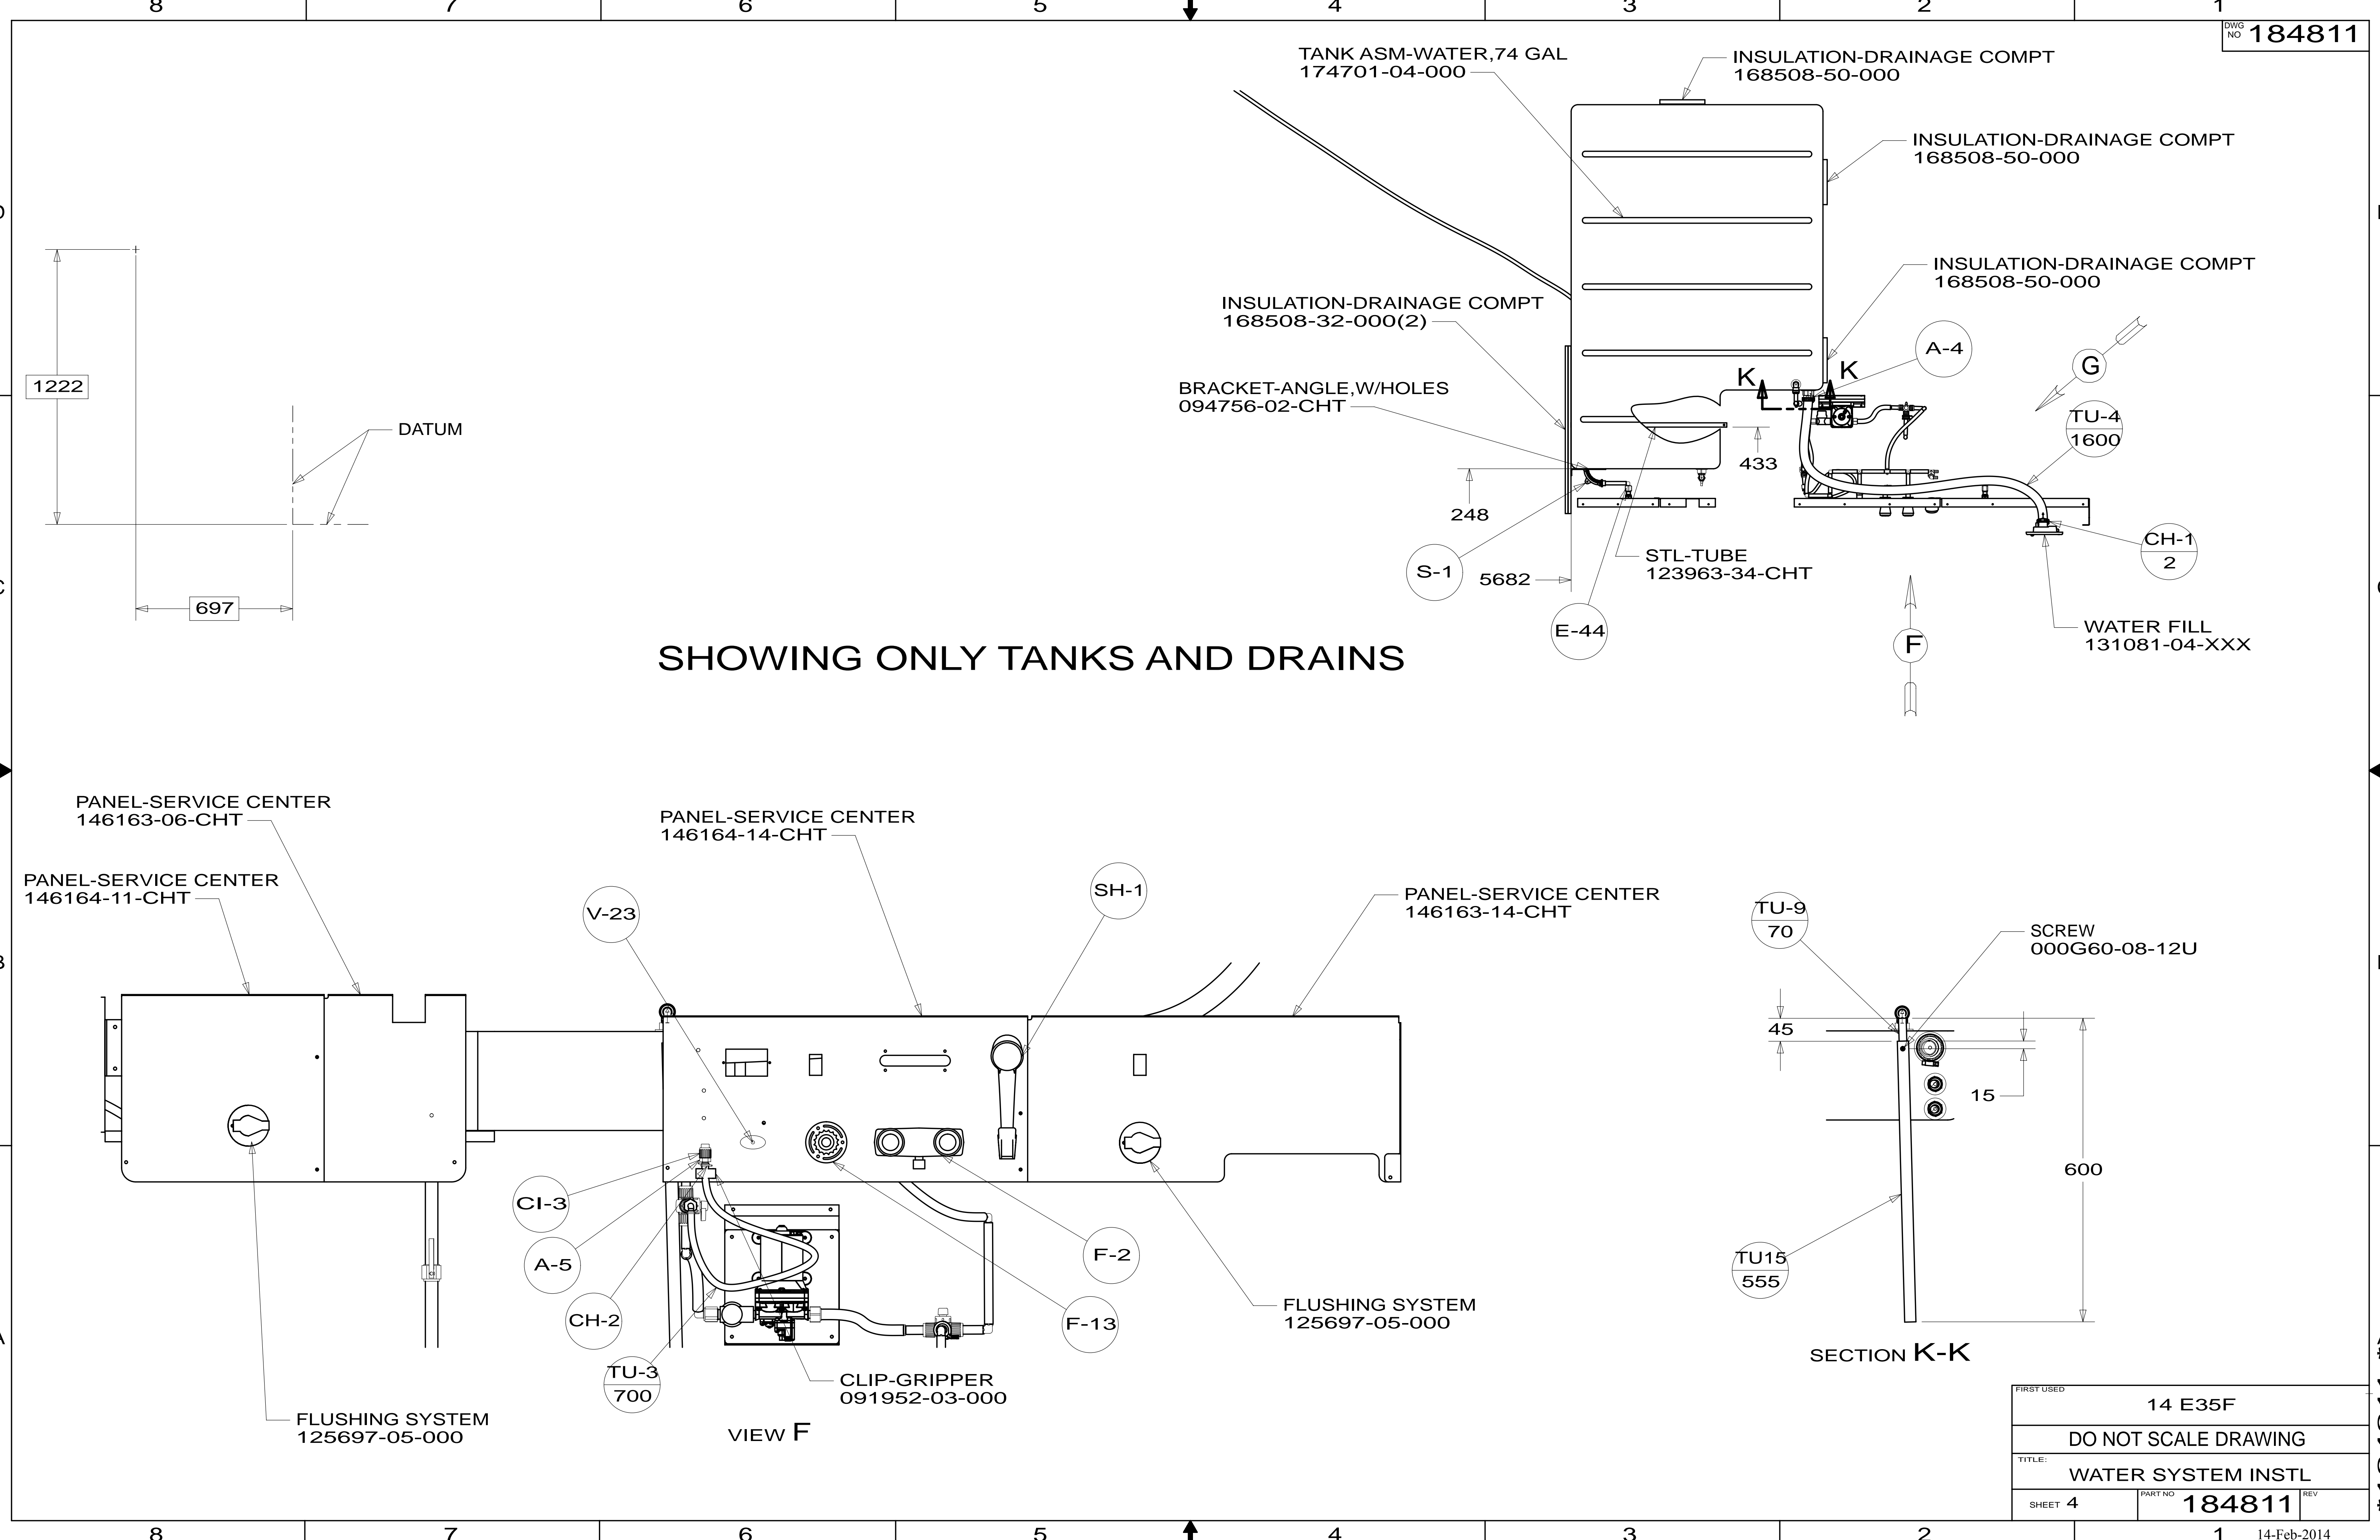 8 7 6 5 4 3 2 1
DWG NO 184811
TANK ASM-WATER,74 GAL
174701-04-000
INSULATION-DRAINAGE COMPT
168508-50-000
INSULATION-DRAINAGE COMPT
168508-50-000
INSULATION-DRAINAGE COMPT
168508-50-000
INSULATION-DRAINAGE COMPT
168508-32-000(2)
BRACKET-ANGLE,W/HOLES
094756-02-CHT
K K
A-4
G
TU-4
1600
433
248
S-1
5682
STL-TUBE
123963-34-CHT
E-44
CH-1
2
WATER FILL
131081-04-XXX
F
1222
DATUM
697
SHOWING ONLY TANKS AND DRAINS
PANEL-SERVICE CENTER
146163-06-CHT
PANEL-SERVICE CENTER
146164-11-CHT
PANEL-SERVICE CENTER
146164-14-CHT
V-23
SH-1
PANEL-SERVICE CENTER
146163-14-CHT
CI-3
A-5
CH-2
TU-3
700
F-2
F-13
FLUSHING SYSTEM
125697-05-000
CLIP-GRIPPER
091952-03-000
FLUSHING SYSTEM
125697-05-000
VIEW F
TU-9
70
SCREW
000G60-08-12U
45
15
600
TU15
555
SECTION K-K
FIRST USED
14 E35F
DO NOT SCALE DRAWING
TITLE:
WATER SYSTEM INSTL
SHEET 4
PART NO 184811
REV
8 7 6 5 4 3 2 1
14-Feb-2014